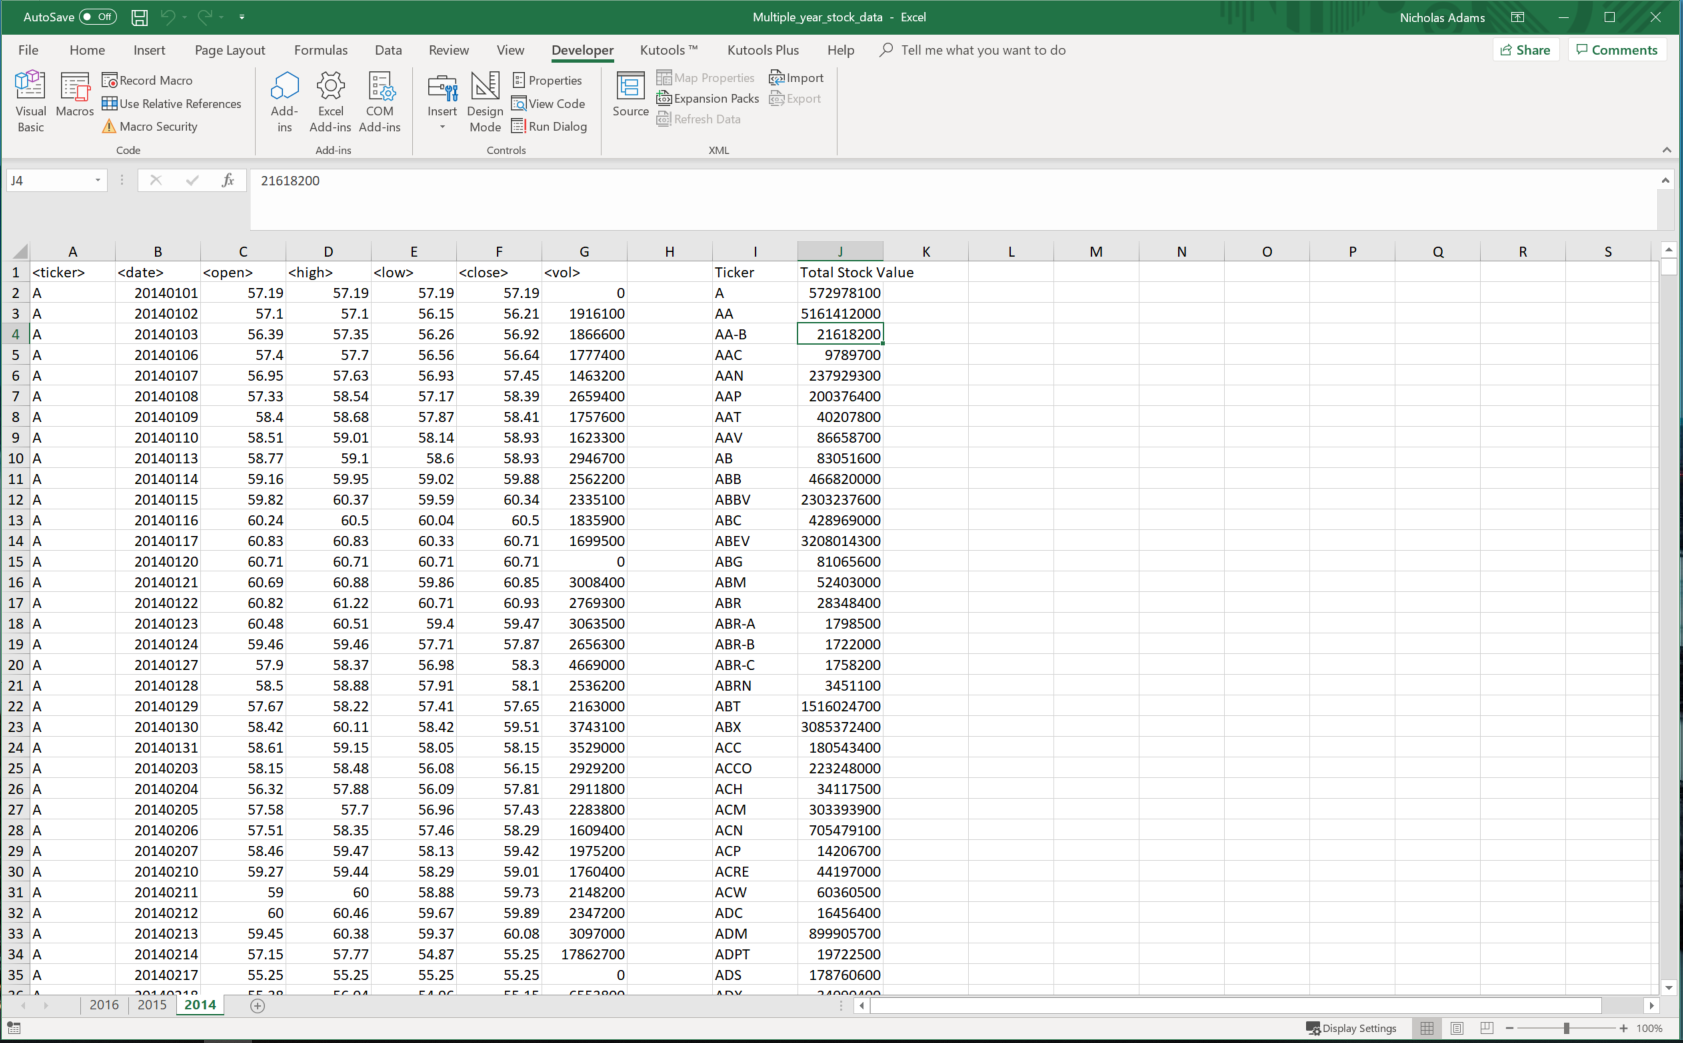 AutoSave Off Multiple_year_stock_data - Excel Nicholas Adams
File Home Insert Page Layout Formulas Data Review View Developer Kutools ™ Kutools Plus Help Tell me what you want to do Share Comments
Visual Basic
Macros
Record Macro
Use Relative References
Macro Security
Code
Add-ins
Excel Add-ins
COM Add-ins
Add-ins
Insert
Design Mode
Properties
View Code
Run Dialog
Controls
Source
Map Properties
Expansion Packs
Refresh Data
Import
Export
XML
J4 fx 21618200
A B C D E F G H I J K L M N O P Q R S
1 <ticker> <date> <open> <high> <low> <close> <vol> Ticker Total Stock Value
2 A 20140101 57.19 57.19 57.19 57.19 0 A 572978100
3 A 20140102 57.1 57.1 56.15 56.21 1916100 AA 5161412000
4 A 20140103 56.39 57.35 56.26 56.92 1866600 AA-B 21618200
5 A 20140106 57.4 57.7 56.56 56.64 1777400 AAC 9789700
6 A 20140107 56.95 57.63 56.93 57.45 1463200 AAN 237929300
7 A 20140108 57.33 58.54 57.17 58.39 2659400 AAP 200376400
8 A 20140109 58.4 58.68 57.87 58.41 1757600 AAT 40207800
9 A 20140110 58.51 59.01 58.14 58.93 1623300 AAV 86658700
10 A 20140113 58.77 59.1 58.6 58.93 2946700 AB 83051600
11 A 20140114 59.16 59.95 59.02 59.88 2562200 ABB 466820000
12 A 20140115 59.82 60.37 59.59 60.34 2335100 ABBV 2303237600
13 A 20140116 60.24 60.5 60.04 60.5 1835900 ABC 428969000
14 A 20140117 60.83 60.83 60.33 60.71 1699500 ABEV 3208014300
15 A 20140120 60.71 60.71 60.71 60.71 0 ABG 81065600
16 A 20140121 60.69 60.88 59.86 60.85 3008400 ABM 52403000
17 A 20140122 60.82 61.22 60.71 60.93 2769300 ABR 28348400
18 A 20140123 60.48 60.51 59.4 59.47 3063500 ABR-A 1798500
19 A 20140124 59.46 59.46 57.71 57.87 2656300 ABR-B 1722000
20 A 20140127 57.9 58.37 56.98 58.3 4669000 ABR-C 1758200
21 A 20140128 58.5 58.88 57.91 58.1 2536200 ABRN 3451100
22 A 20140129 57.67 58.22 57.41 57.65 2163000 ABT 1516024700
23 A 20140130 58.42 60.11 58.42 59.51 3743100 ABX 3085372400
24 A 20140131 58.61 59.15 58.05 58.15 3529000 ACC 180543400
25 A 20140203 58.15 58.48 56.08 56.15 2929200 ACCO 223248000
26 A 20140204 56.32 57.88 56.09 57.81 2911800 ACH 34117500
27 A 20140205 57.58 57.7 56.96 57.43 2283800 ACM 303393900
28 A 20140206 57.51 58.35 57.46 58.29 1609400 ACN 705479100
29 A 20140207 58.46 59.47 58.13 59.42 1975200 ACP 14206700
30 A 20140210 59.27 59.44 58.29 59.01 1760400 ACRE 44197000
31 A 20140211 59 60 58.88 59.73 2148200 ACW 60360500
32 A 20140212 60 60.46 59.67 59.89 2347200 ADC 16456400
33 A 20140213 59.45 60.38 59.37 60.08 3097000 ADM 899905700
34 A 20140214 57.15 57.77 54.87 55.25 17862700 ADPT 19722500
35 A 20140217 55.25 55.25 55.25 55.25 0 ADS 178760600
2016 2015 2014
Display Settings 100%